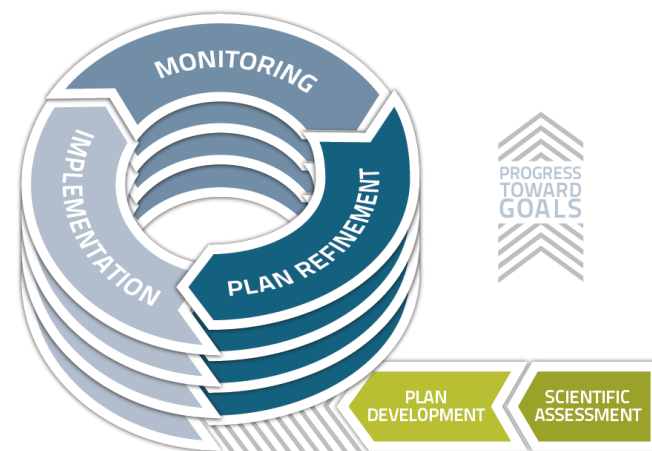 MONITORING
IMPLEMENTATION
PLAN REFINEMENT
PROGRESS
TOWARD
GOALS
PLAN
DEVELOPMENT
SCIENTIFIC
ASSESSMENT